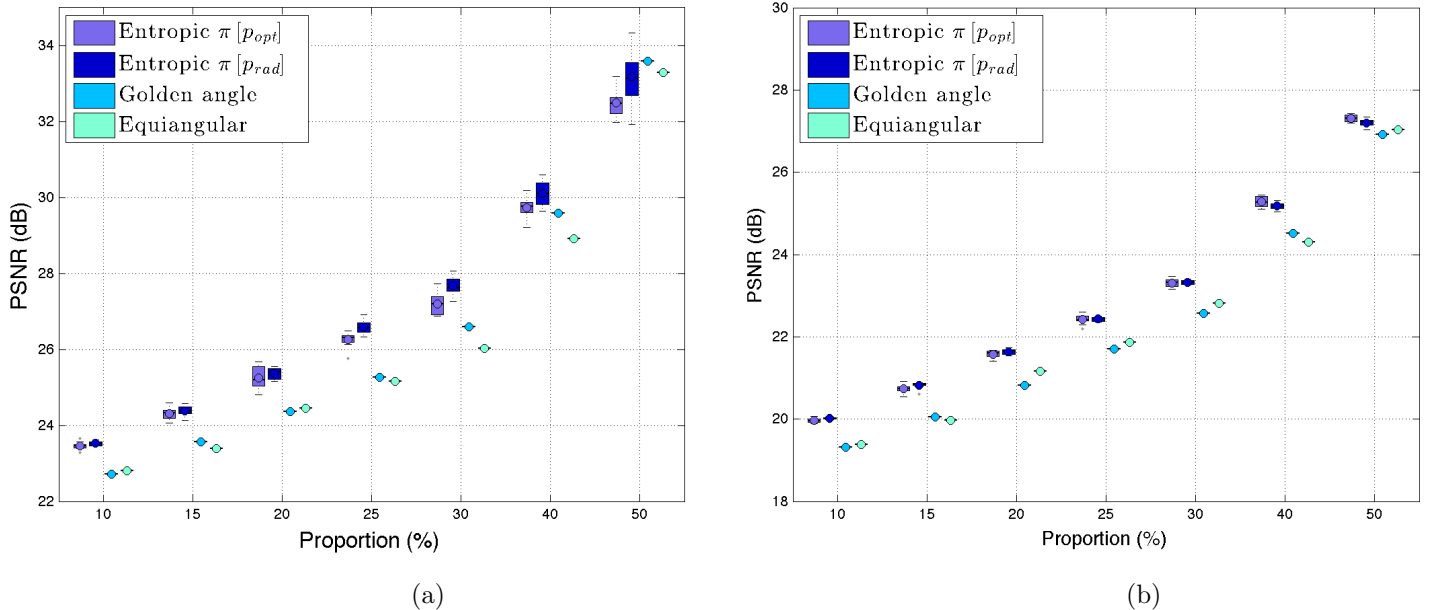 Entropic π [p_opt]
Entropic π [p_rad]
Golden angle
Equiangular
PSNR (dB)
34
32
30
28
26
24
22
10 15 20 25 30 40 50
Proportion (%)
(a)
Entropic π [p_opt]
Entropic π [p_rad]
Golden angle
Equiangular
PSNR (dB)
30
28
26
24
22
20
18
10 15 20 25 30 40 50
Proportion (%)
(b)